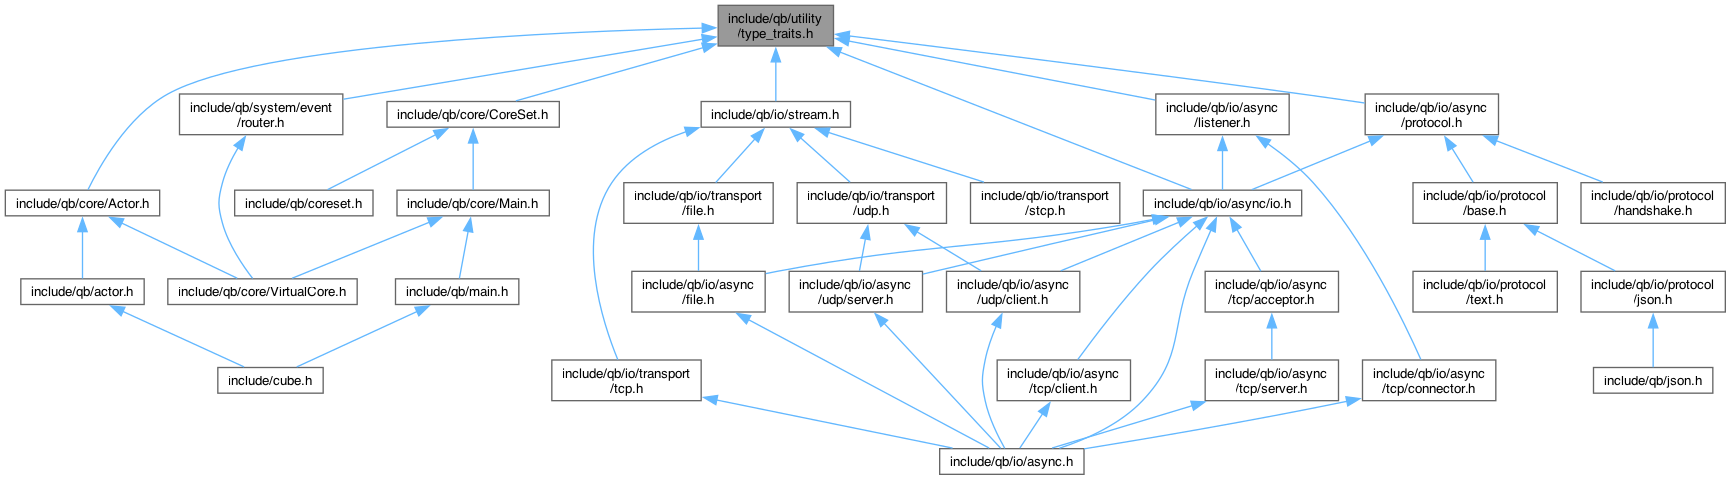 include/qb/utility
/type_traits.h
include/qb/system/event
/router.h
include/qb/core/CoreSet.h
include/qb/io/stream.h
include/qb/io/async
/listener.h
include/qb/io/async
/protocol.h
include/qb/core/Actor.h
include/qb/coreset.h
include/qb/core/Main.h
include/qb/io/transport
/file.h
include/qb/io/transport
/udp.h
include/qb/io/transport
/stcp.h
include/qb/io/async/io.h
include/qb/io/protocol
/base.h
include/qb/io/protocol
/handshake.h
include/qb/actor.h
include/qb/core/VirtualCore.h
include/qb/main.h
include/qb/io/async
/file.h
include/qb/io/async
/udp/server.h
include/qb/io/async
/udp/client.h
include/qb/io/async
/tcp/acceptor.h
include/qb/io/protocol
/text.h
include/qb/io/protocol
/json.h
include/cube.h
include/qb/io/transport
/tcp.h
include/qb/io/async
/tcp/client.h
include/qb/io/async
/tcp/server.h
include/qb/io/async
/tcp/connector.h
include/qb/json.h
include/qb/io/async.h